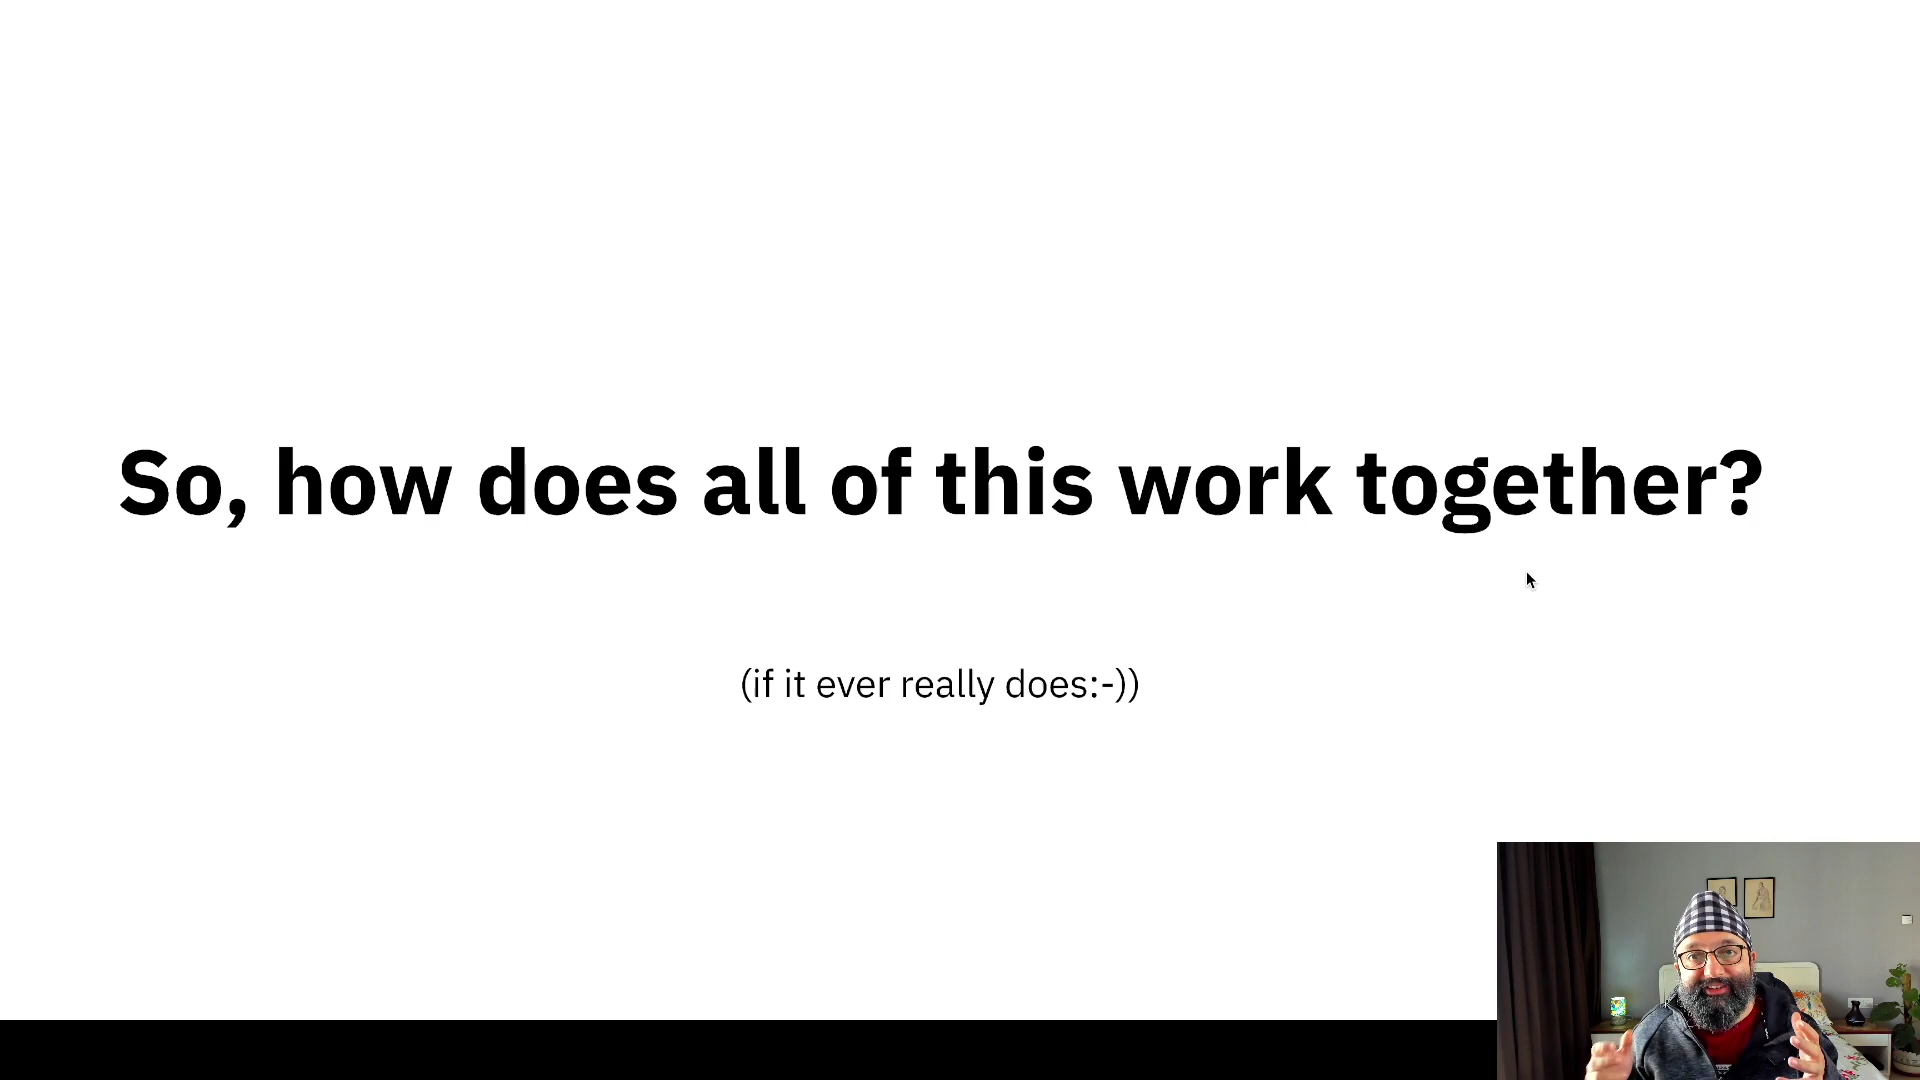 So, how does all of this work together?
(if it ever really does:-))